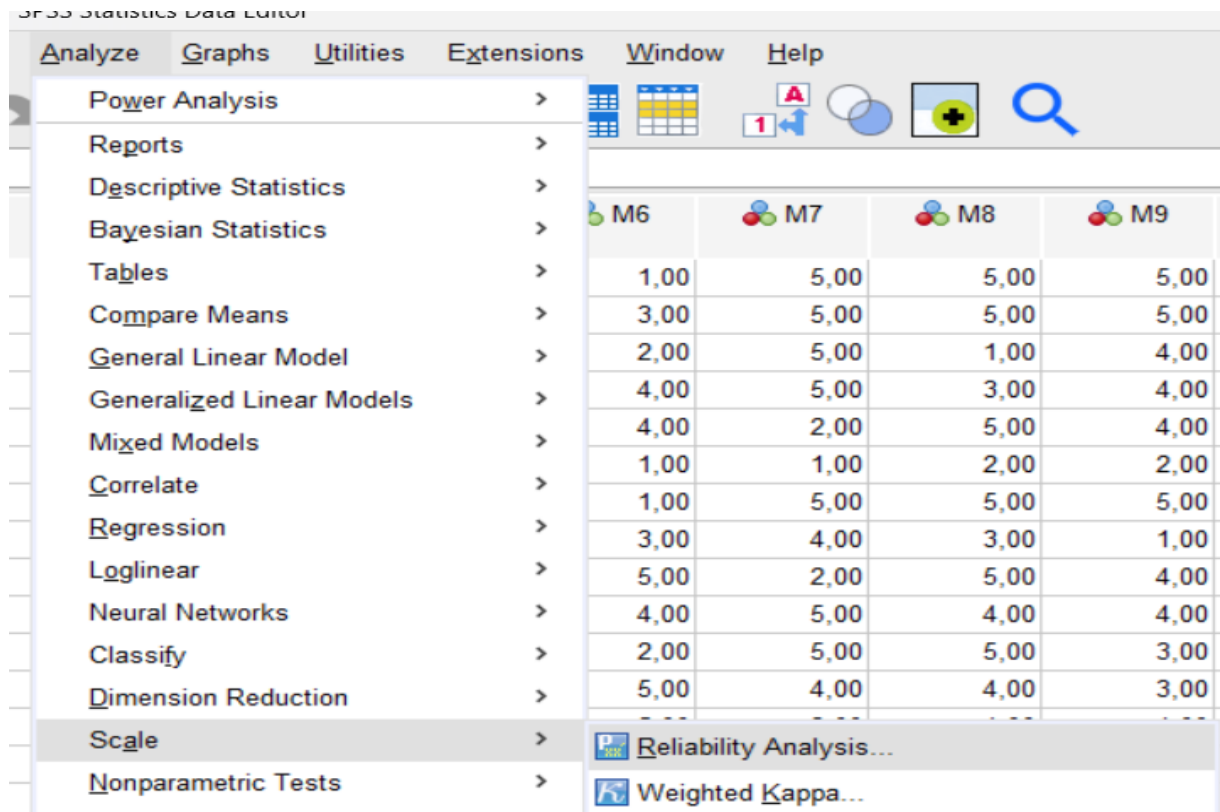 SPSS Statistics Data Editor
Analyze Graphs Utilities Extensions Window Help
Power Analysis
Reports
Descriptive Statistics
Bayesian Statistics
Tables
Compare Means
General Linear Model
Generalized Linear Models
Mixed Models
Correlate
Regression
Loglinear
Neural Networks
Classify
Dimension Reduction
Scale
Nonparametric Tests
A
1
M6 M7 M8 M9
1,00 5,00 5,00 5,00
3,00 5,00 5,00 5,00
2,00 5,00 1,00 4,00
4,00 5,00 3,00 4,00
4,00 2,00 5,00 4,00
1,00 1,00 2,00 2,00
1,00 5,00 5,00 5,00
3,00 4,00 3,00 1,00
5,00 2,00 5,00 4,00
4,00 5,00 4,00 4,00
2,00 5,00 5,00 3,00
5,00 4,00 4,00 3,00
Reliability Analysis...
Weighted Kappa...